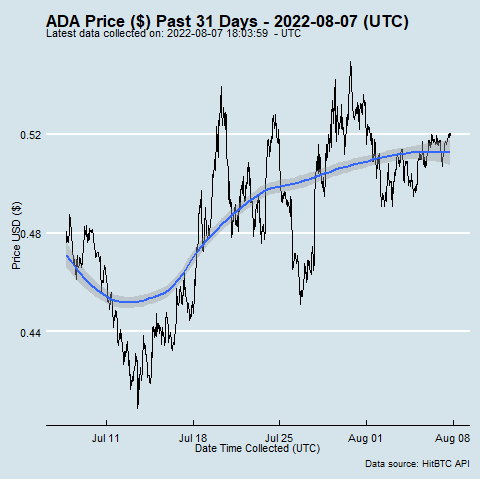 ADA Price ($) Past 31 Days - 2022-08-07 (UTC)
Latest data collected on: 2022-08-07 18:03:59 - UTC
Price USD ($)
0.52
0.48
0.44
Jul 11 Jul 18 Jul 25 Aug 01 Aug 08
Date Time Collected (UTC)
Data source: HitBTC API